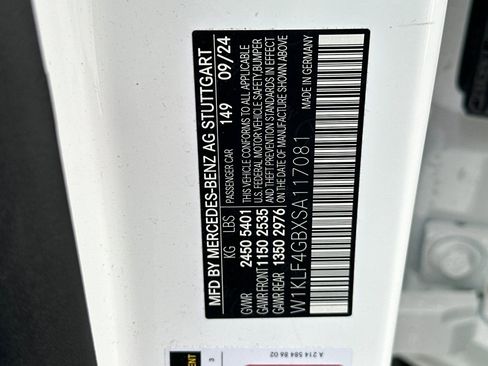 MFD BY MERCEDES-BENZ AG STUTTGART
PASSENGER CAR 149 09/24
KG LBS
GVWR 2450 5401
GAWR FRONT 1150 2535
GAWR REAR 1350 2976
THIS VEHICLE CONFORMS TO ALL APPLICABLE
U.S. FEDERAL MOTOR VEHICLE SAFETY, BUMPER
AND THEFT PREVENTION STANDARDS IN EFFECT
ON THE DATE OF MANUFACTURE SHOWN ABOVE
W1KLF4GBXSA117081
MADE IN GERMANY
A 214 584 86 02
3